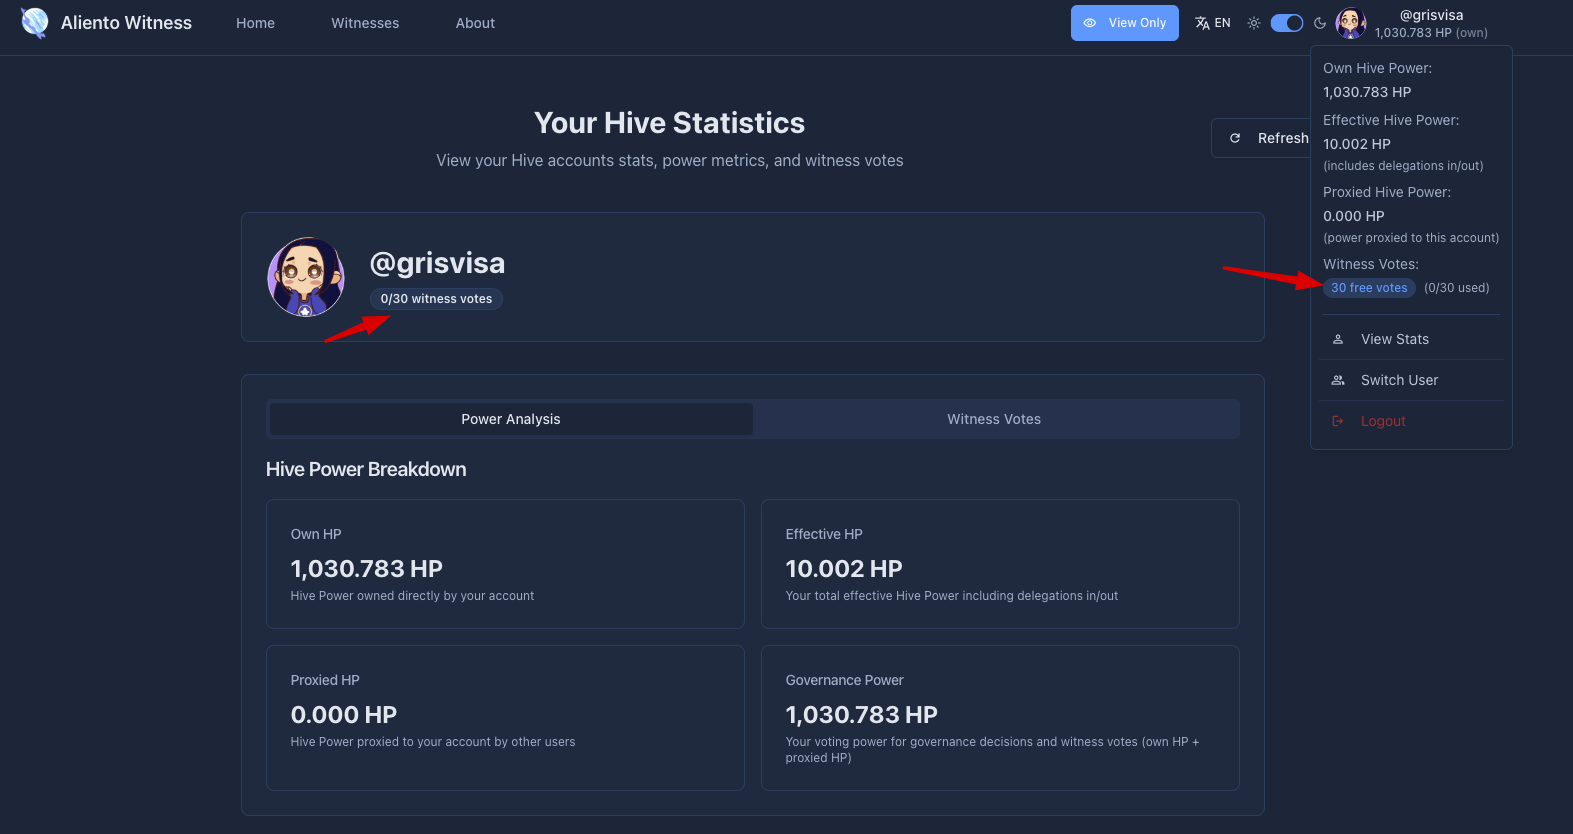 Aliento Witness
Home
Witnesses
About
View Only
EN
@grisvisa
1,030.783 HP (own)
Own Hive Power:
1,030.783 HP
Effective Hive Power:
10.002 HP
(includes delegations in/out)
Proxied Hive Power:
0.000 HP
(power proxied to this account)
Witness Votes:
30 free votes (0/30 used)
View Stats
Switch User
Logout
Your Hive Statistics
View your Hive accounts stats, power metrics, and witness votes
Refresh
@grisvisa
0/30 witness votes
Power Analysis
Witness Votes
Hive Power Breakdown
Own HP
1,030.783 HP
Hive Power owned directly by your account
Effective HP
10.002 HP
Your total effective Hive Power including delegations in/out
Proxied HP
0.000 HP
Hive Power proxied to your account by other users
Governance Power
1,030.783 HP
Your voting power for governance decisions and witness votes (own HP +
proxied HP)